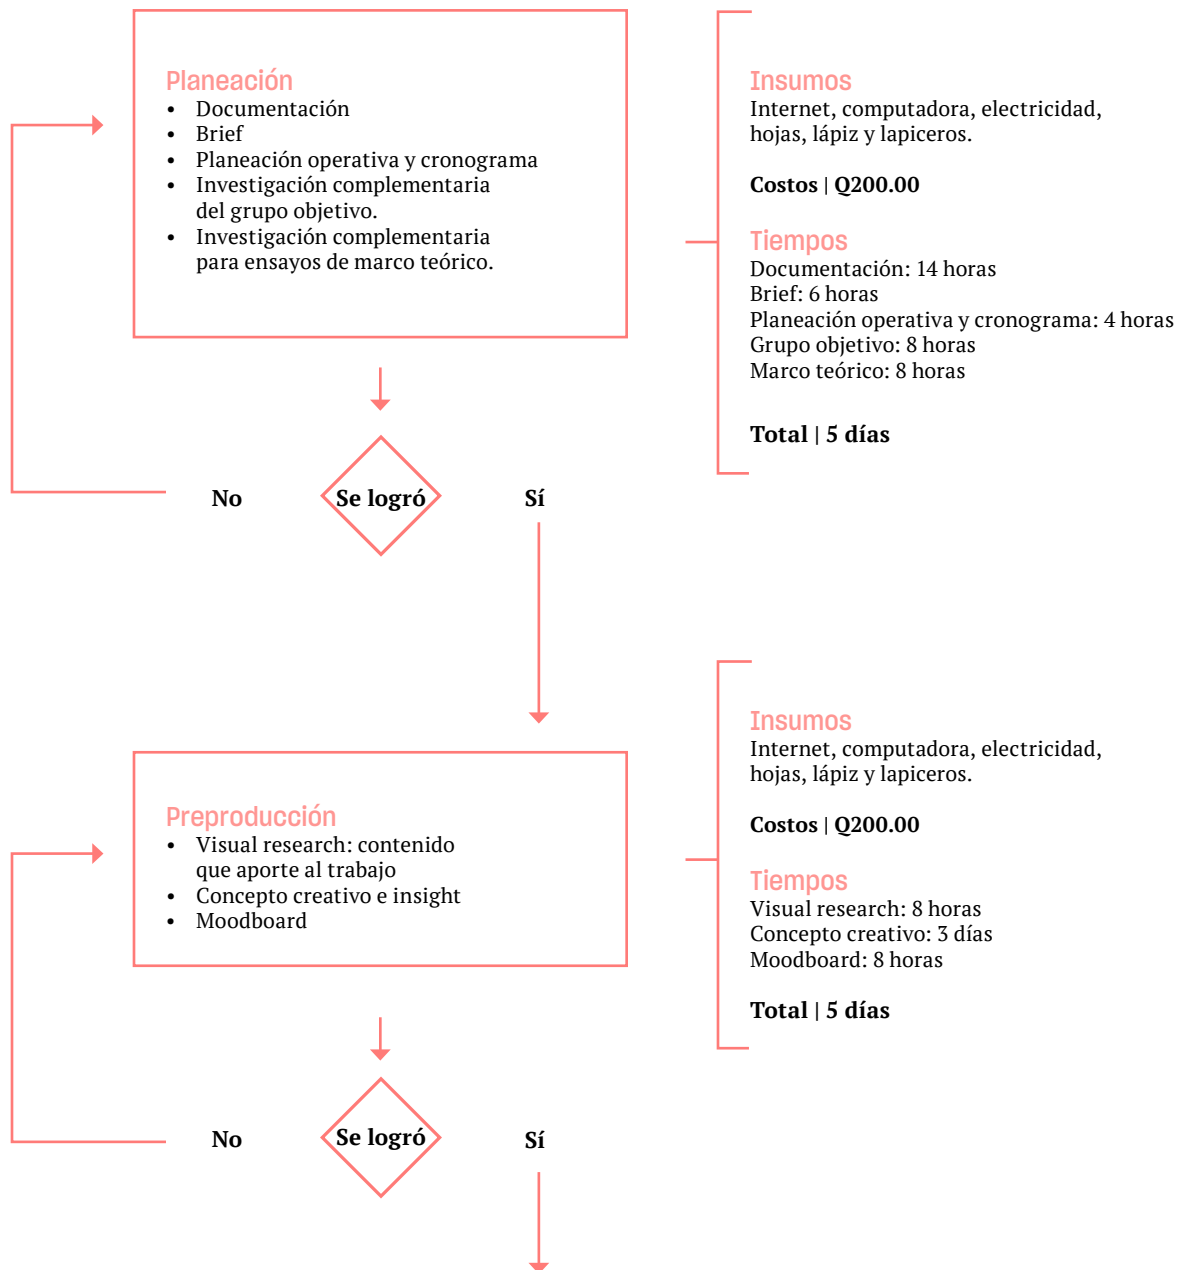 Planeación
• Documentación
• Brief
• Planeación operativa y cronograma
• Investigación complementaria
del grupo objetivo.
• Investigación complementaria
para ensayos de marco teórico.
Insumos
Internet, computadora, electricidad,
hojas, lápiz y lapiceros.
Costos | Q200.00
Tiempos
Documentación: 14 horas
Brief: 6 horas
Planeación operativa y cronograma: 4 horas
Grupo objetivo: 8 horas
Marco teórico: 8 horas
Total | 5 días
No
Se logró
Sí
Preproducción
• Visual research: contenido
que aporte al trabajo
• Concepto creativo e insight
• Moodboard
Insumos
Internet, computadora, electricidad,
hojas, lápiz y lapiceros.
Costos | Q200.00
Tiempos
Visual research: 8 horas
Concepto creativo: 3 días
Moodboard: 8 horas
Total | 5 días
No
Se logró
Sí